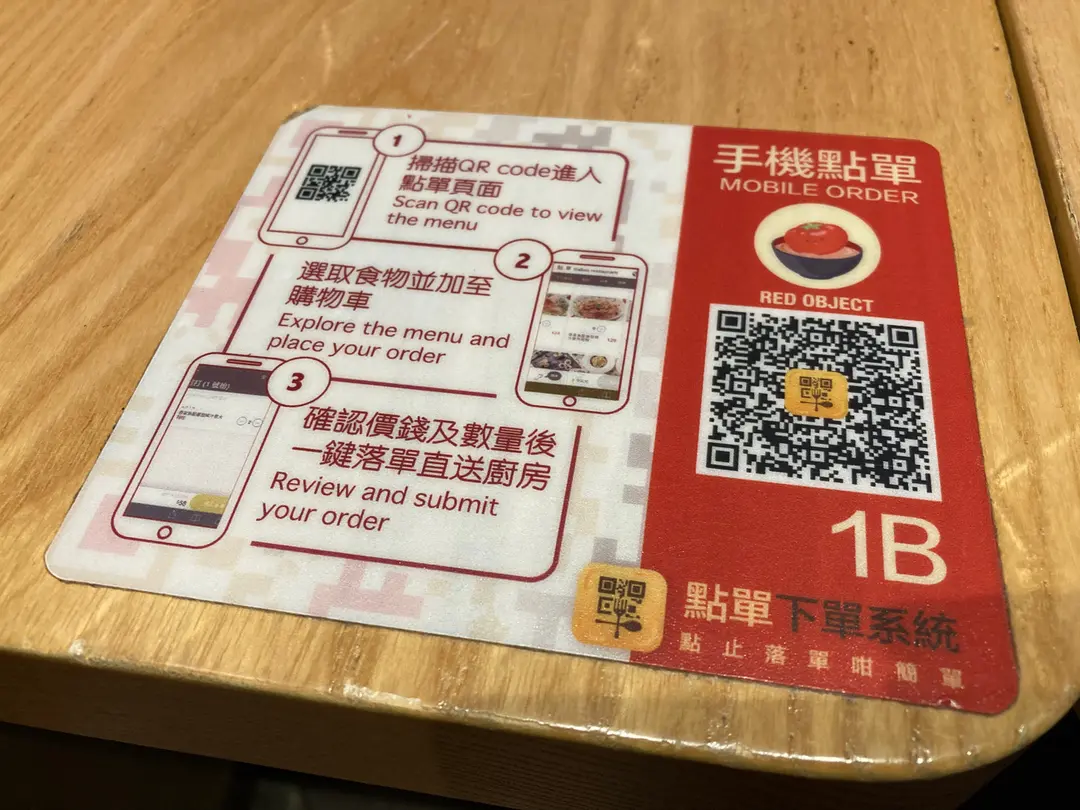 1
掃描QR code進入
點單頁面
Scan QR code to view
the menu
2
選取食物並加至
購物車
Explore the menu and
place your order
3
確認價錢及數量後
一鍵落單直送廚房
Review and submit
your order
手機點單
MOBILE ORDER
RED OBJECT
1B
點單下單系統
點止落單咁簡單